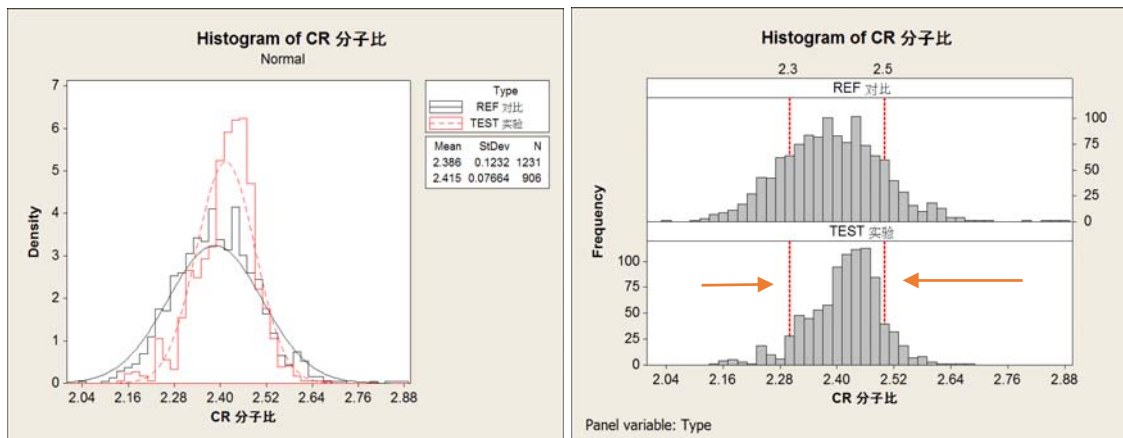 Histogram of CR 分子比
Normal
7
6
5
4
3
2
1
0
Density
2.04 2.16 2.28 2.40 2.52 2.64 2.76 2.88
CR 分子比
Type
REF 对比
TEST 实验
Mean StDev N
2.386 0.1232 1231
2.415 0.07664 906
Histogram of CR 分子比
2.3 2.5
REF 对比
100
75
50
25
0
Frequency
TEST 实验
100
75
50
25
0
2.04 2.16 2.28 2.40 2.52 2.64 2.76 2.88
CR 分子比
Panel variable: Type